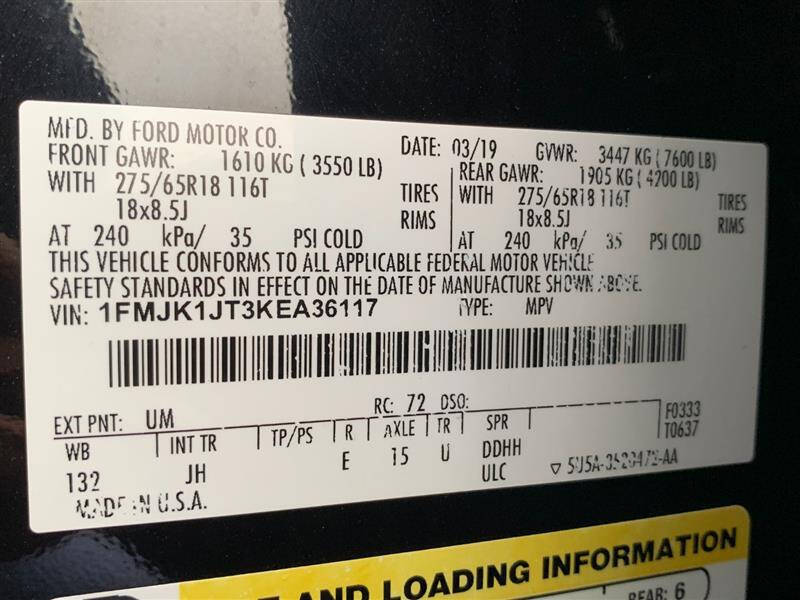 MFD. BY FORD MOTOR CO. DATE: 03/19 GVWR: 3447 KG ( 7600 LB)
FRONT GAWR: 1610 KG ( 3550 LB) REAR GAWR: 1905 KG ( 4200 LB)
WITH 275/65R18 116T TIRES WITH 275/65R18 116T TIRES
18x8.5J RIMS 18x8.5J RIMS
AT 240 kPa/ 35 PSI COLD AT 240 kPa/ 35 PSI COLD
THIS VEHICLE CONFORMS TO ALL APPLICABLE FEDERAL MOTOR VEHICLE
SAFETY STANDARDS IN EFFECT ON THE DATE OF MANUFACTURE SHOWN ABOVE.
VIN: 1FMJK1JT3KEA36117 TYPE: MPV
EXT PNT: UM RC: 72 DSO: F0333
WB INT TR TP/PS R AXLE TR SPR T0637
132 JH E 15 U DDHH
ULC
MADE IN U.S.A.
AND LOADING INFORMATION
REAR: 6